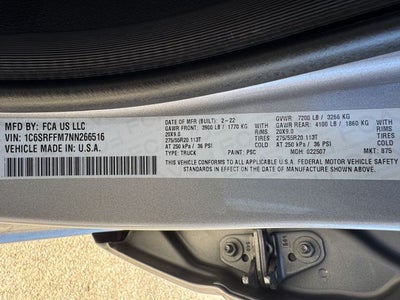 MFD BY: FCA US LLC
VIN: 1C6SRFFM7NN266516
VEHICLE MADE IN: U.S.A.
DATE OF MFR (BUILT): 2-22 GVWR: 7200 LB / 3266 KG
GAWR FRONT: 3900 LB / 1770 KG WITH GAWR REAR: 4100 LB / 1860 KG WITH
20X9.0 RIMS 20X9.0 RIMS
275/55R20 113T TIRES 275/55R20 113T TIRES
AT 250 kPa / 36 PSI COLD AT 250 kPa / 36 PSI COLD
THIS VEHICLE CONFORMS TO ALL APPLICABLE U.S.A. FEDERAL MOTOR VEHICLE SAFETY
STANDARDS IN EFFECT ON THE DATE OF MANUFACTURE SHOWN ABOVE.
TYPE: TRUCK PAINT: PSC MDH: 022507 MKT: 875